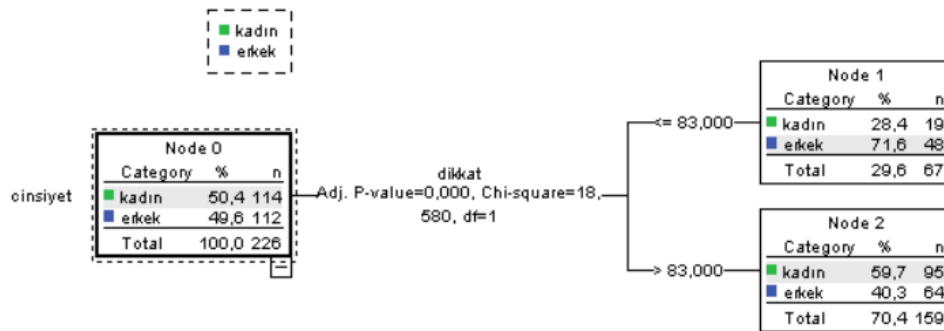 kadın
erkek
cinsiyet
Node 0
Category % n
kadın 50,4 114
erkek 49,6 112
Total 100,0 226
dikkat
Adj. P-value=0,000, Chi-square=18,
580, df=1
<= 83,000
Node 1
Category % n
kadın 28,4 19
erkek 71,6 48
Total 29,6 67
> 83,000
Node 2
Category % n
kadın 59,7 95
erkek 40,3 64
Total 70,4 159